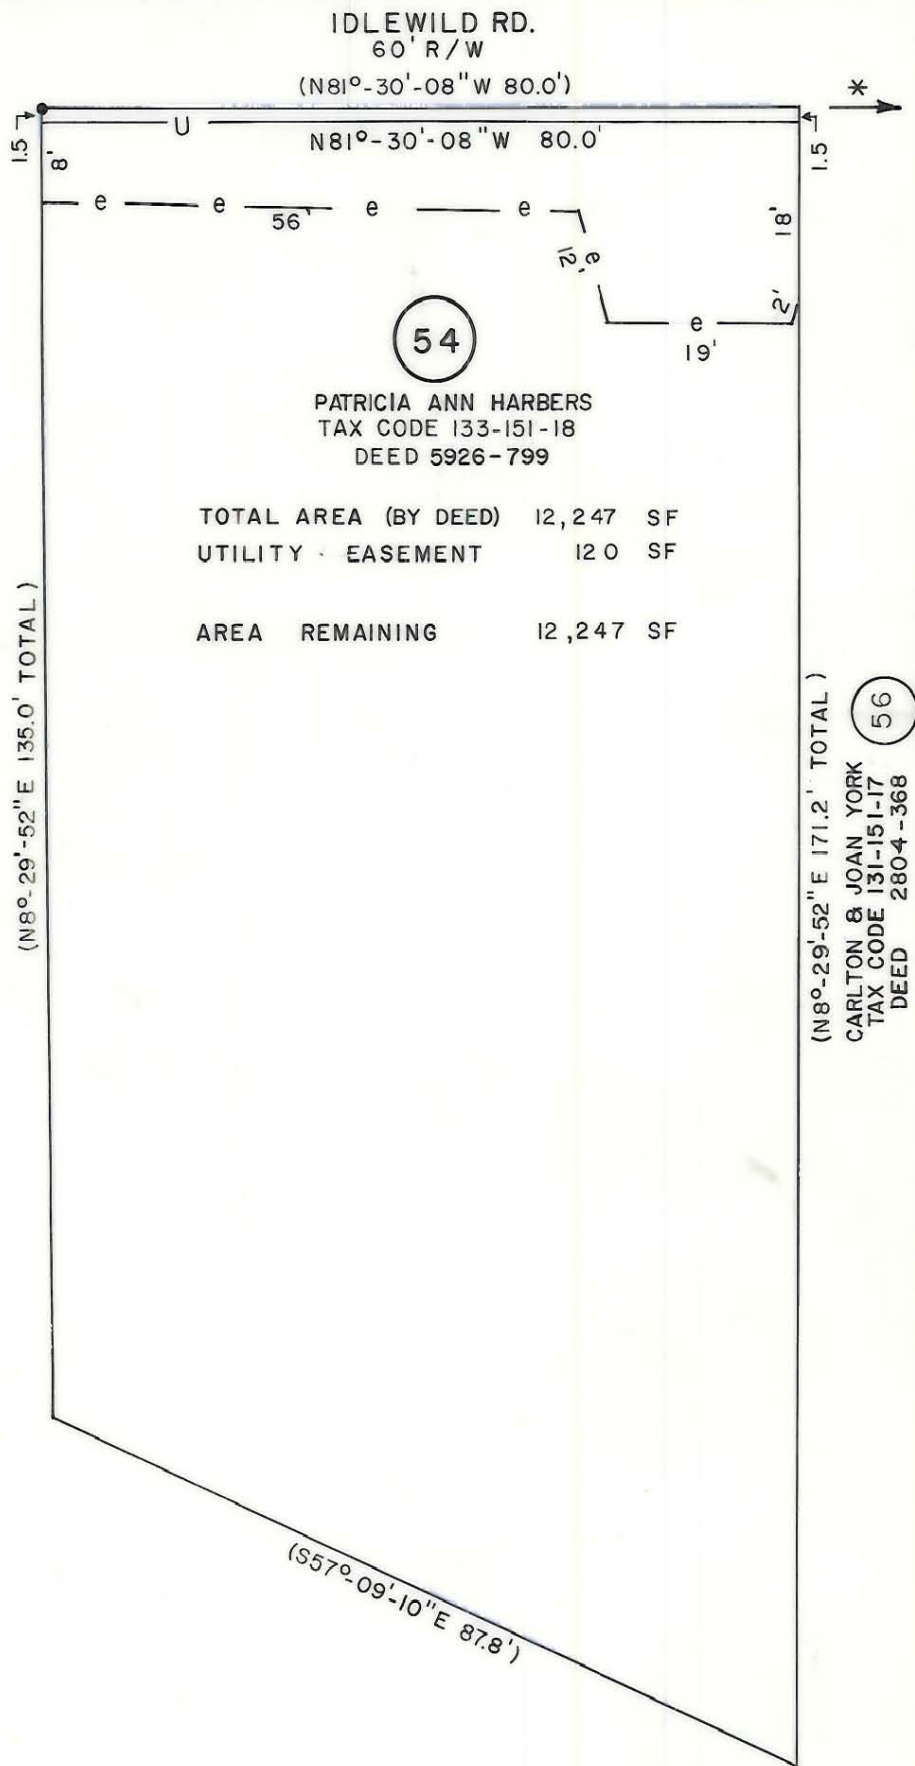 IDLEWILD RD.
60' R/W
(N81°-30'-08"W 80.0')
*
1.5
U
N81°-30'-08"W 80.0'
1.5
8'
e e e e
56'
18'
12'
e
2'
e
19'
54
PATRICIA ANN HARBERS
TAX CODE 133-151-18
DEED 5926-799
TOTAL AREA (BY DEED) 12,247 SF
UTILITY EASEMENT 120 SF
AREA REMAINING 12,247 SF
(N8°-29'-52"E 135.0' TOTAL)
(N8°-29'-52"E 171.2' TOTAL)
56
CARLTON & JOAN YORK
TAX CODE 131-151-17
DEED 2804-368
(S57°-09'-10"E 87.8')